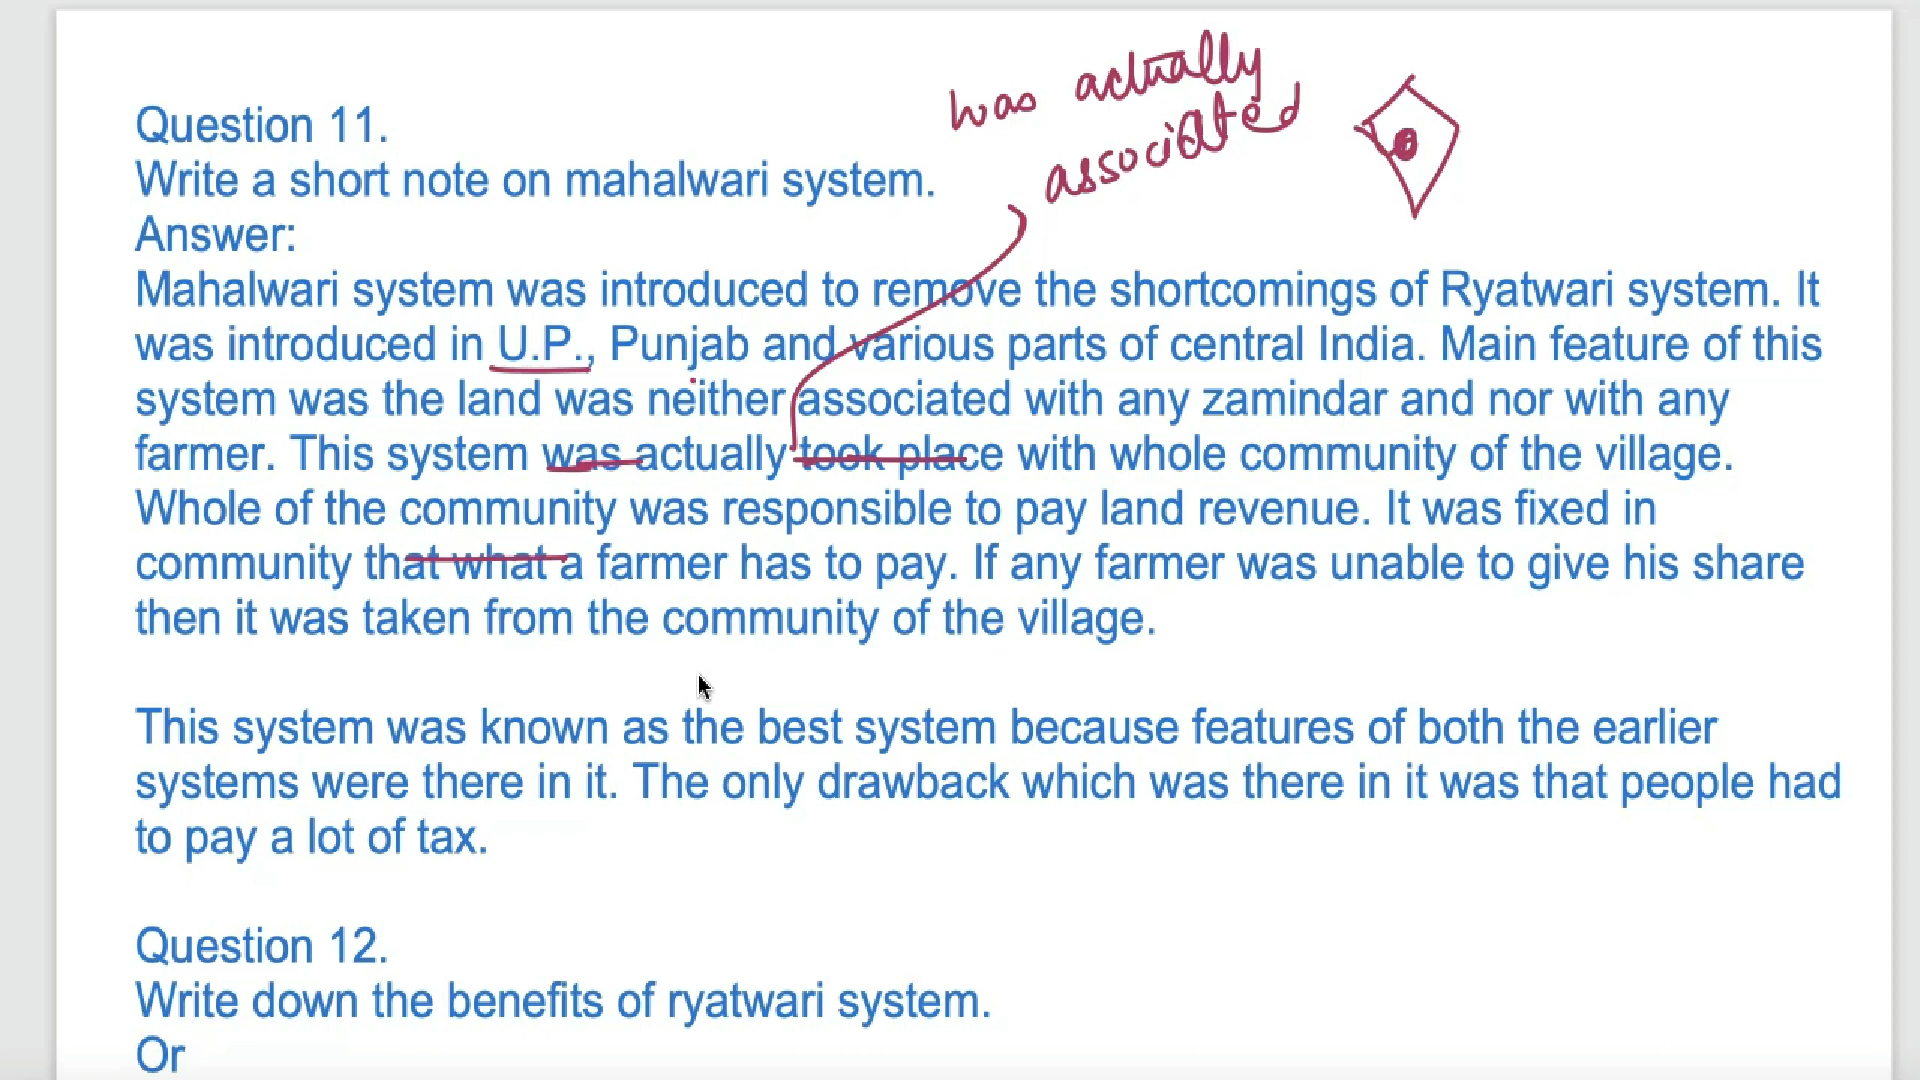 was actually
associated
Question 11.
Write a short note on mahalwari system.
Answer:
Mahalwari system was introduced to remove the shortcomings of Ryatwari system. It
was introduced in U.P., Punjab and various parts of central India. Main feature of this
system was the land was neither associated with any zamindar and nor with any
farmer. This system was actually took place with whole community of the village.
Whole of the community was responsible to pay land revenue. It was fixed in
community that what a farmer has to pay. If any farmer was unable to give his share
then it was taken from the community of the village.
This system was known as the best system because features of both the earlier
systems were there in it. The only drawback which was there in it was that people had
to pay a lot of tax.
Question 12.
Write down the benefits of ryatwari system.
Or